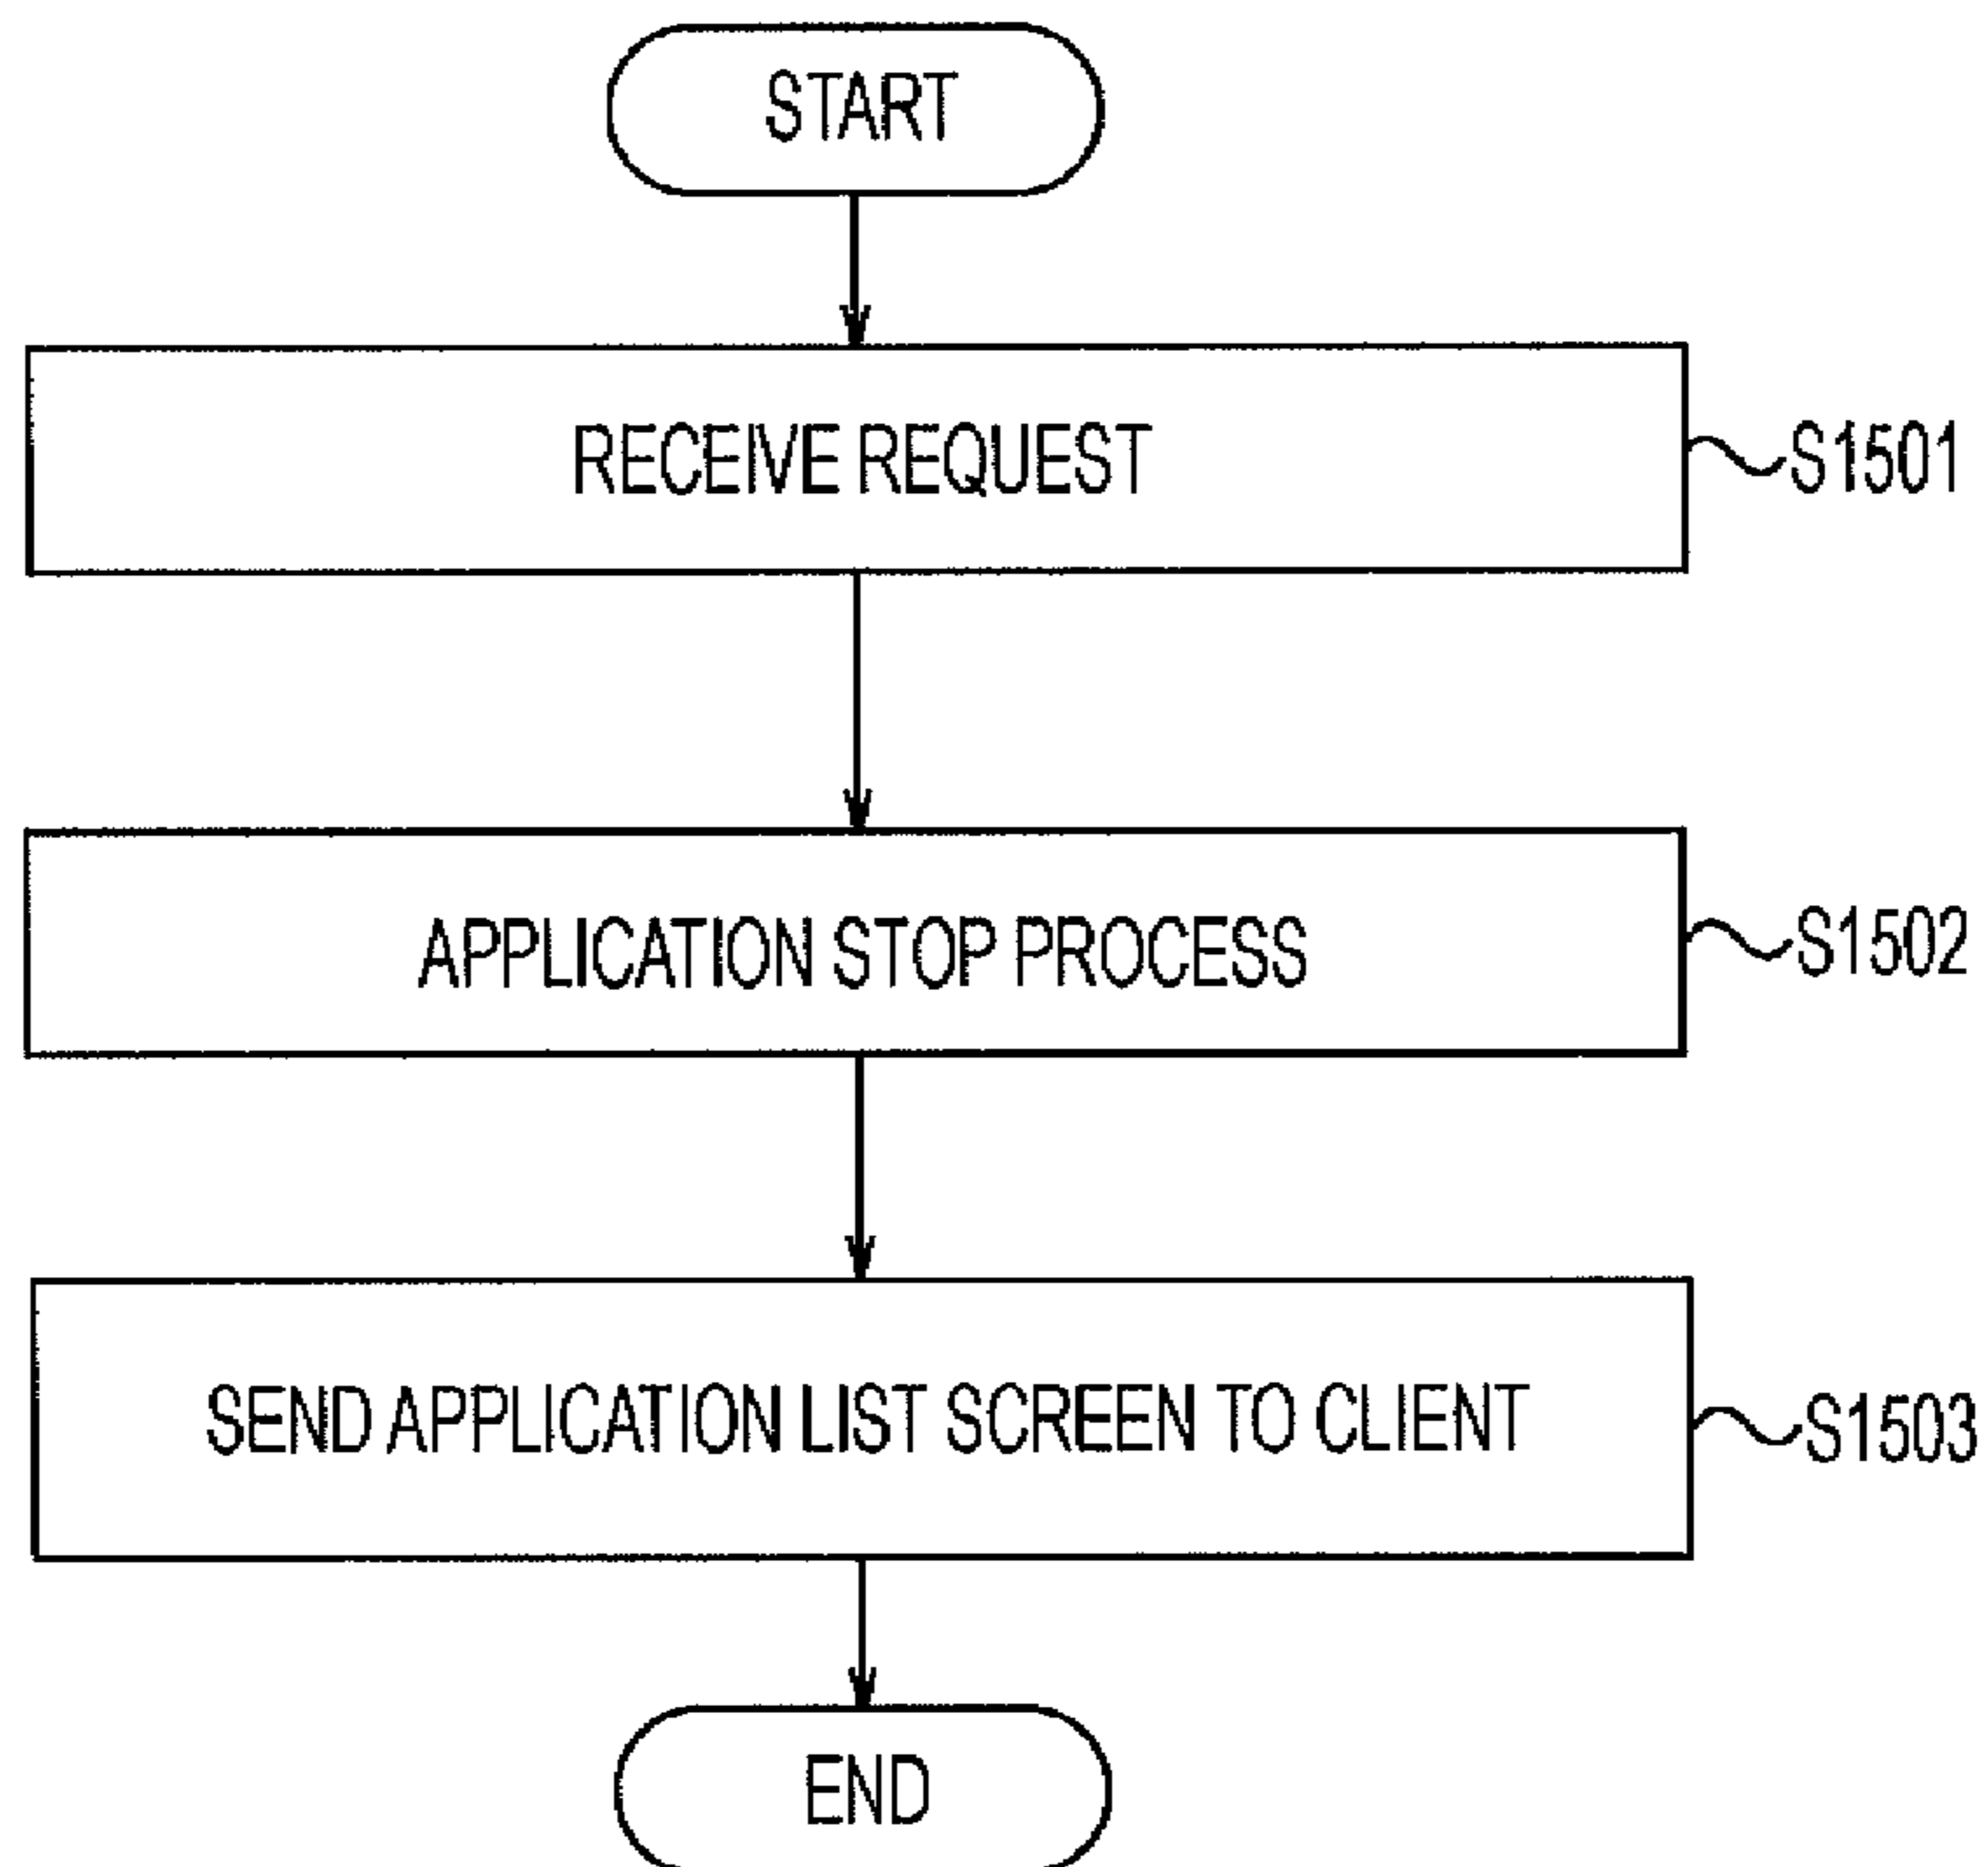 START
RECEIVE REQUEST
S1501
APPLICATION STOP PROCESS
S1502
SEND APPLICATION LIST SCREEN TO CLIENT
S1503
END